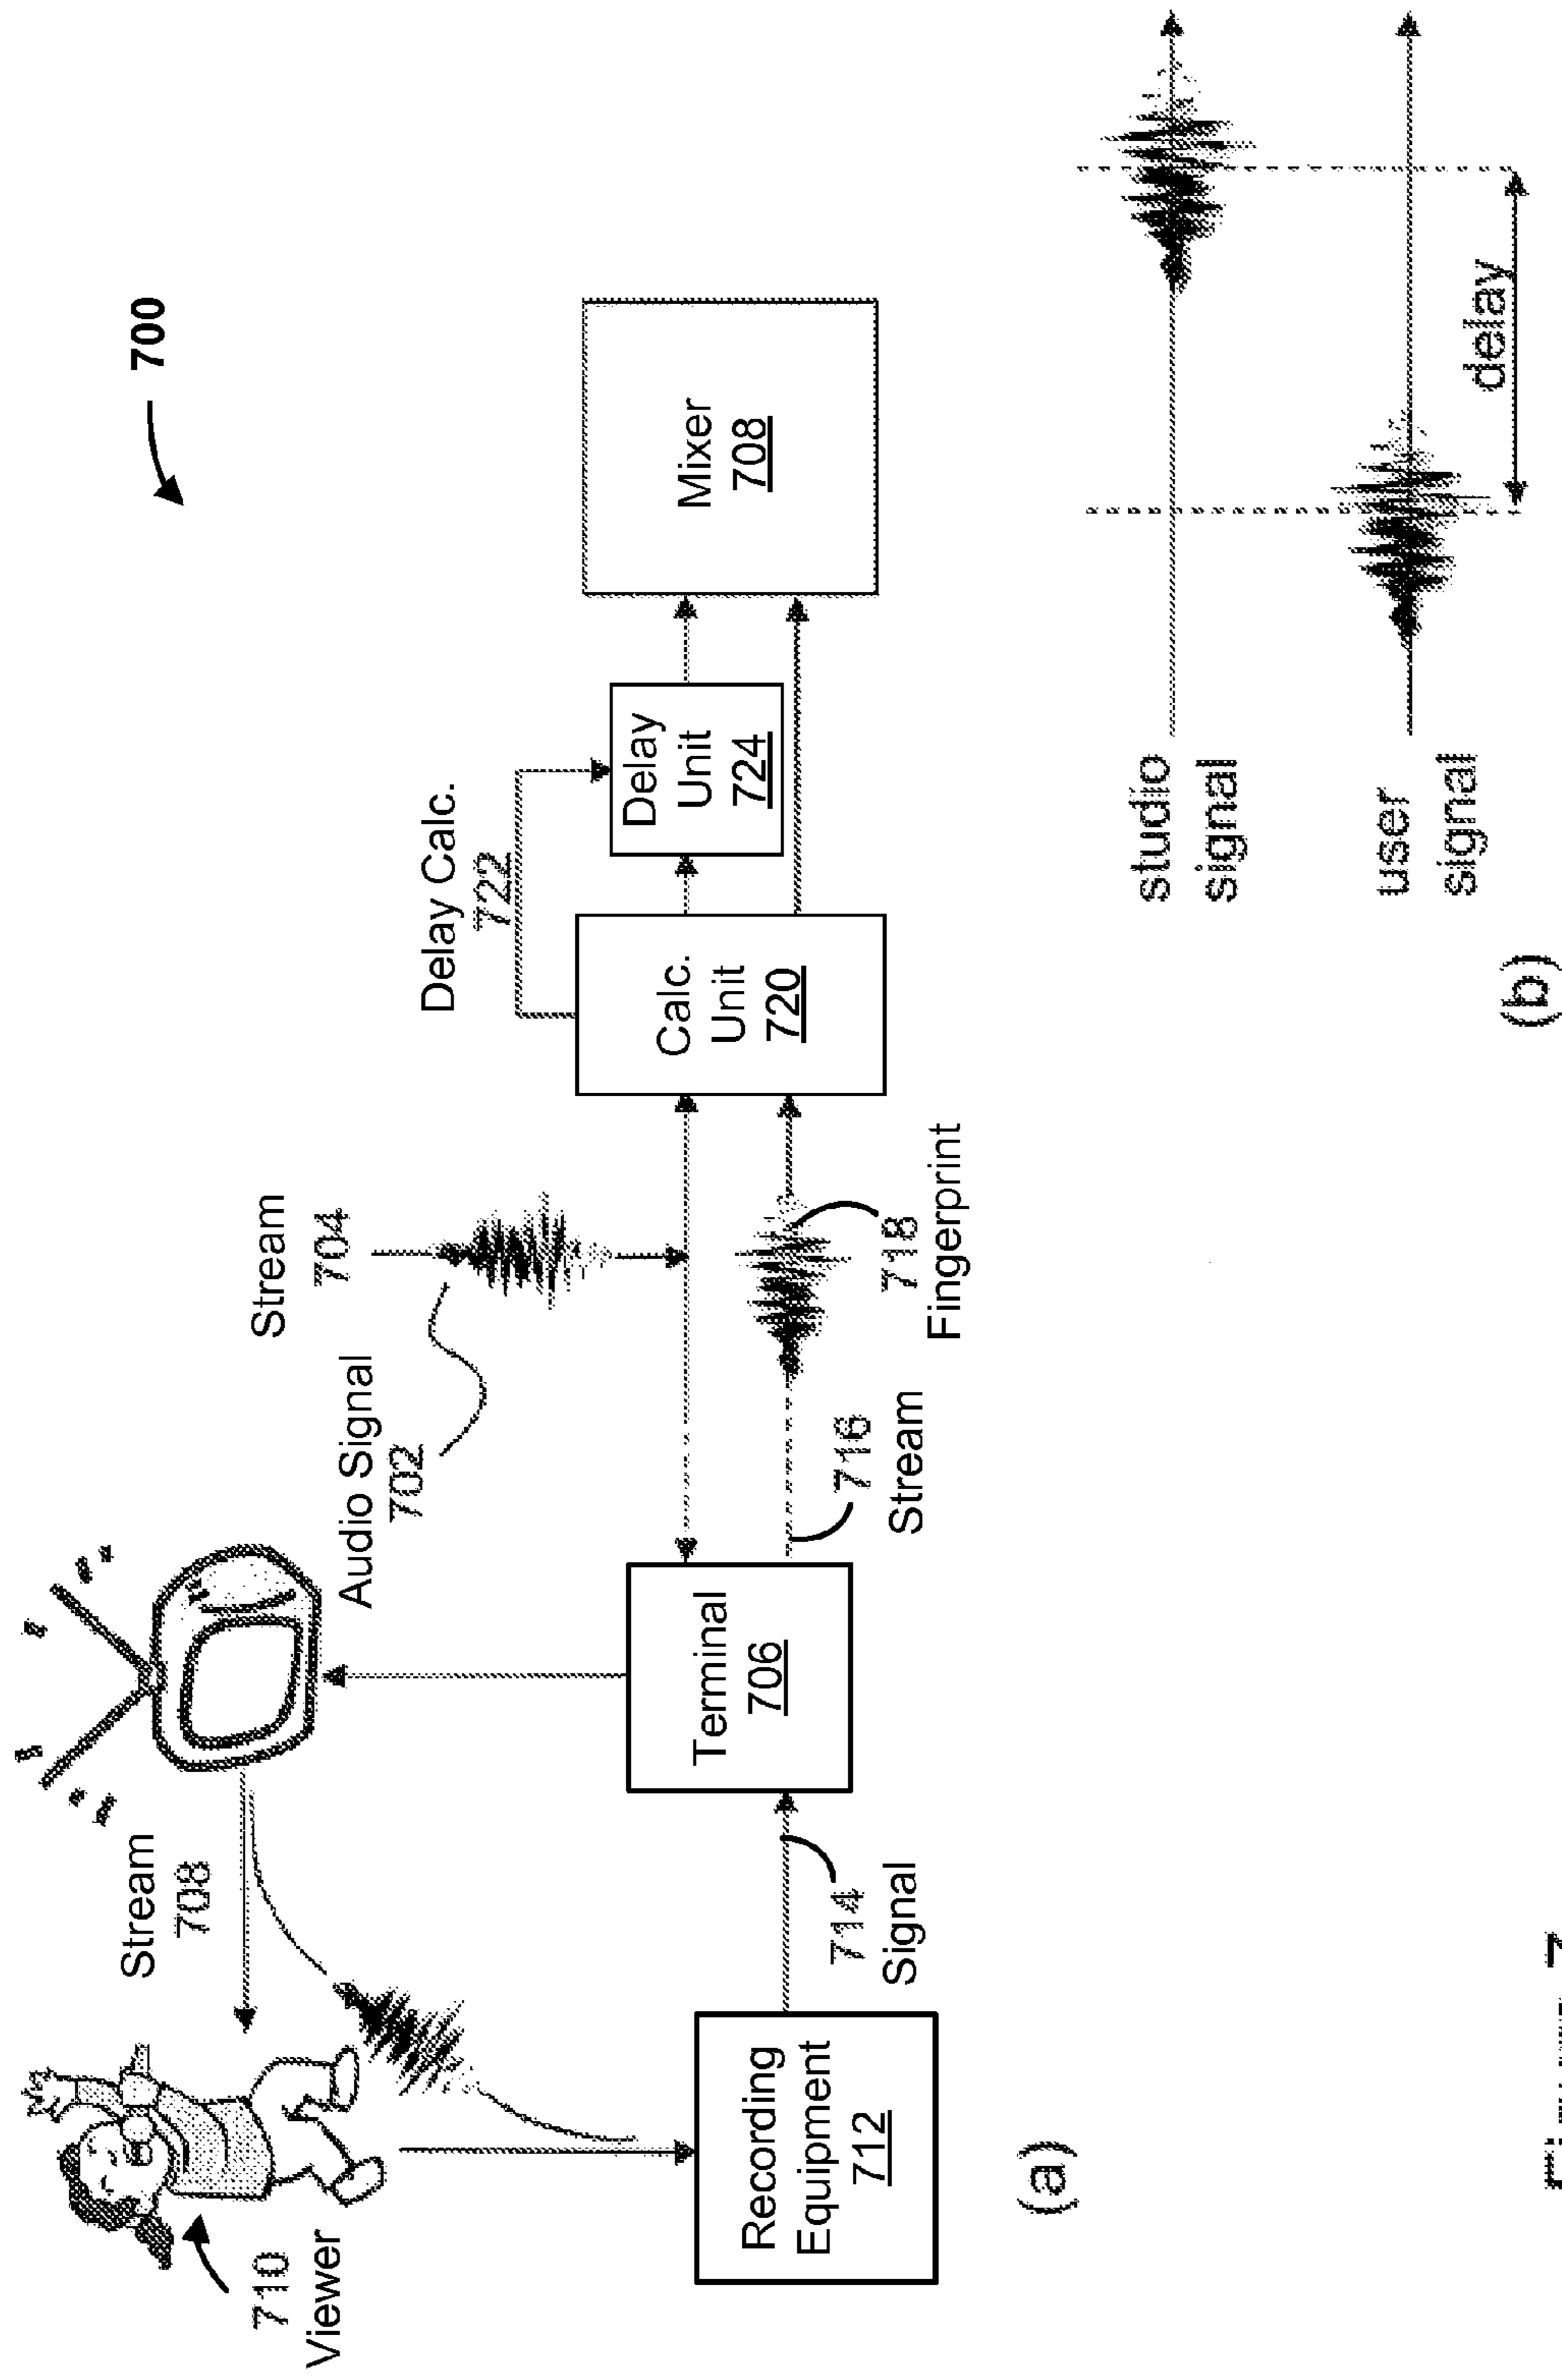 700
710
Viewer
Stream
708
Audio Signal
702
Stream
704
Delay Calc.
722
Recording
Equipment
712
714
Signal
Terminal
706
716
Stream
718
Fingerprint
Calc.
Unit
720
Delay
Unit
724
Mixer
708
(a)
studio
signal
user
signal
delay
(b)